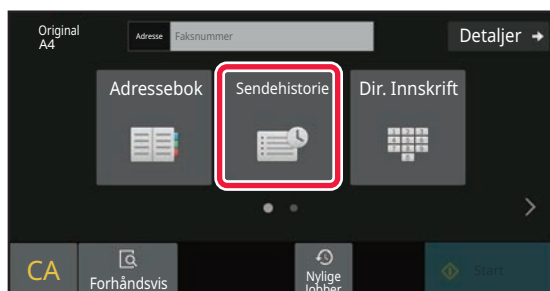 Original
A4
Adresse
Faksnummer
Detaljer
Adressebok
Sendehistorie
Dir. Innskrift
CA
Forhåndsvis
Nylige
Jobber
Start